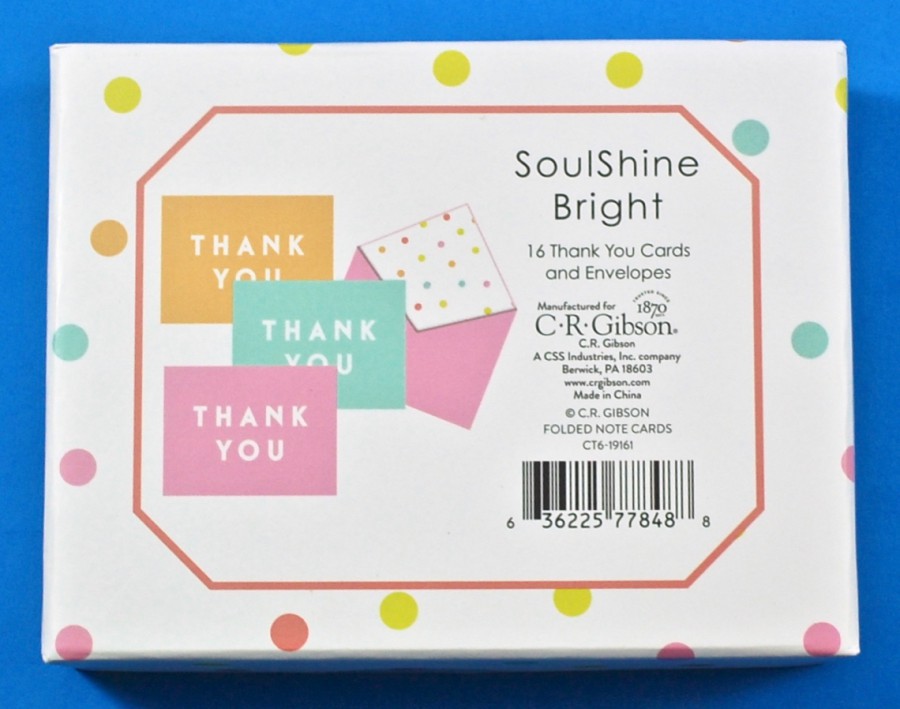 THANK
YOU
THANK
YOU
THANK
YOU
SoulShine
Bright
16 Thank You Cards
and Envelopes
Manufactured for
TRUSTED SINCE
1870
C·R·Gibson®
C.R. Gibson
A CSS Industries, Inc. company
Berwick, PA 18603
www.crgibson.com
Made in China
© C.R. GIBSON
FOLDED NOTE CARDS
CT6-19161
6 36225 77848 8